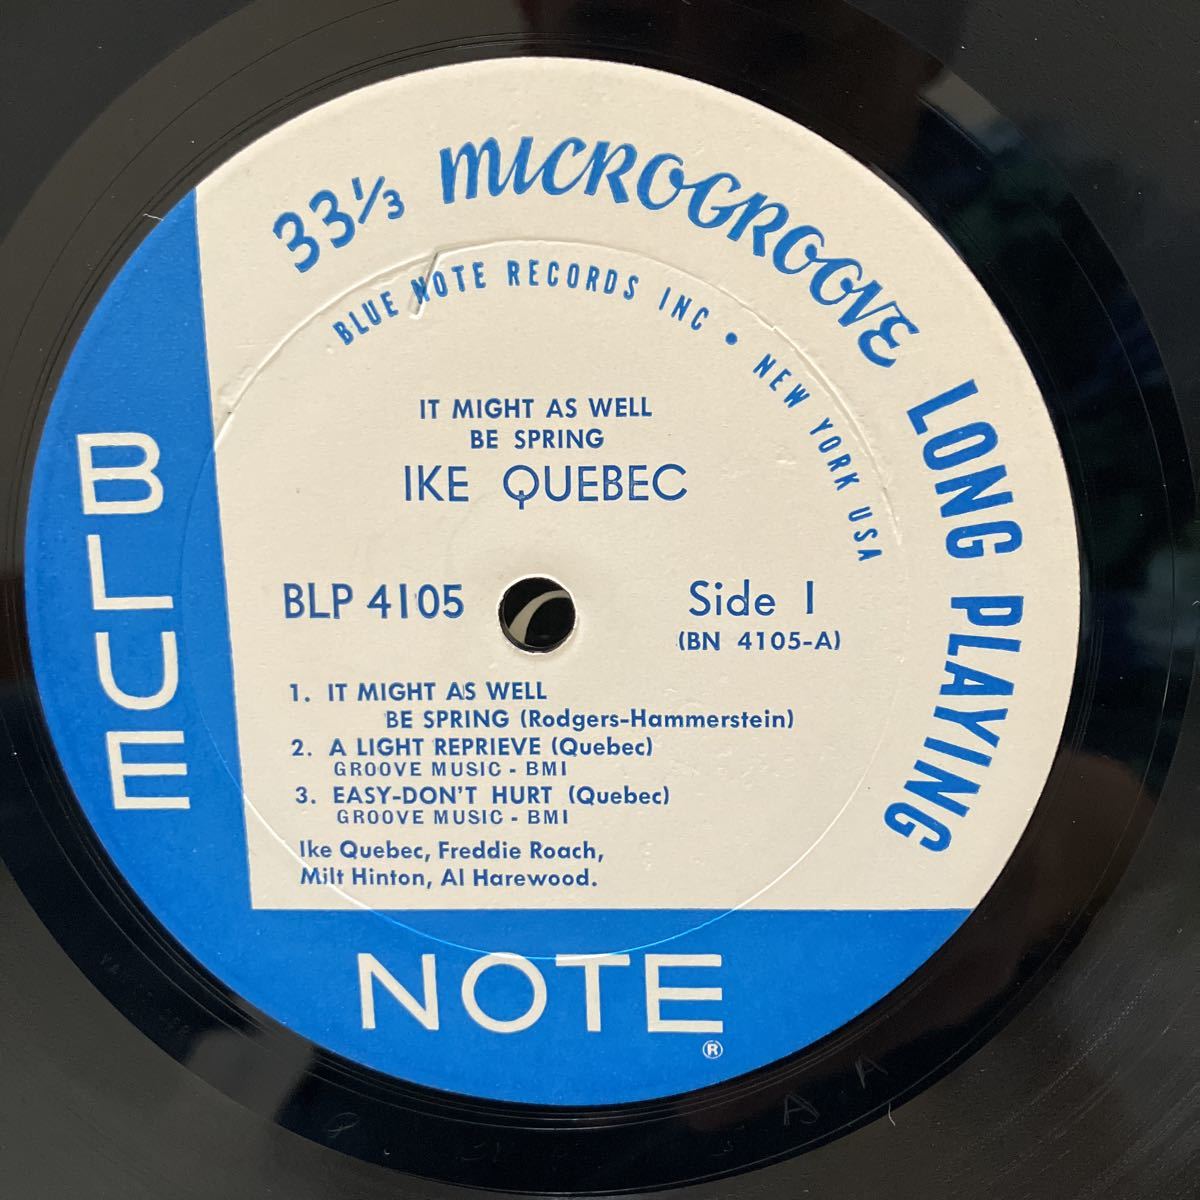 33⅓ MICROGROOVE LONG PLAYING
BLUE NOTE RECORDS INC • NEW YORK USA
IT MIGHT AS WELL
BE SPRING
IKE QUEBEC
BLP 4105
Side 1
(BN 4105-A)
1. IT MIGHT AS WELL
BE SPRING (Rodgers-Hammerstein)
2. A LIGHT REPRIEVE (Quebec)
GROOVE MUSIC - BMI
3. EASY-DON'T HURT (Quebec)
GROOVE MUSIC - BMI
Ike Quebec, Freddie Roach,
Milt Hinton, Al Harewood.
BLUE
NOTE
®